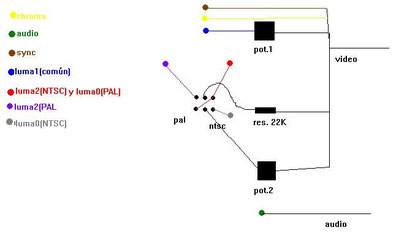 chroma
audio
sync
luma1(común)
luma2(NTSC) y luma0(PAL)
luma2(PAL
luma0(NTSC)
pot.1
video
pal
ntsc
res. 22K
pot.2
audio